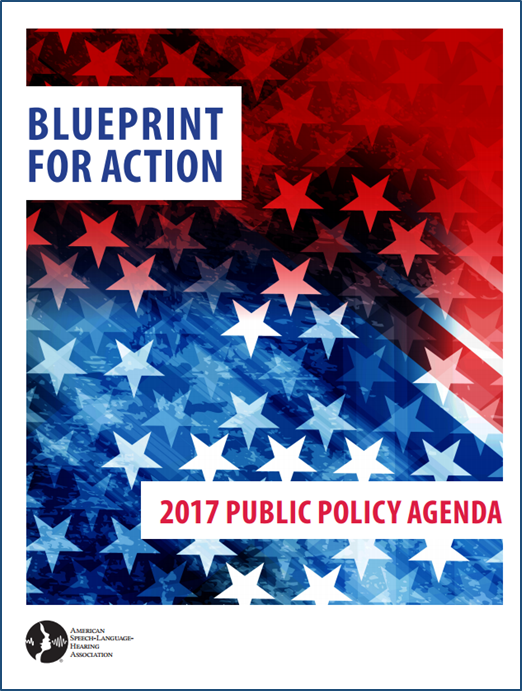 BLUEPRINT
FOR ACTION
2017 PUBLIC POLICY AGENDA
AMERICAN
SPEECH-LANGUAGE-
HEARING
ASSOCIATION
®